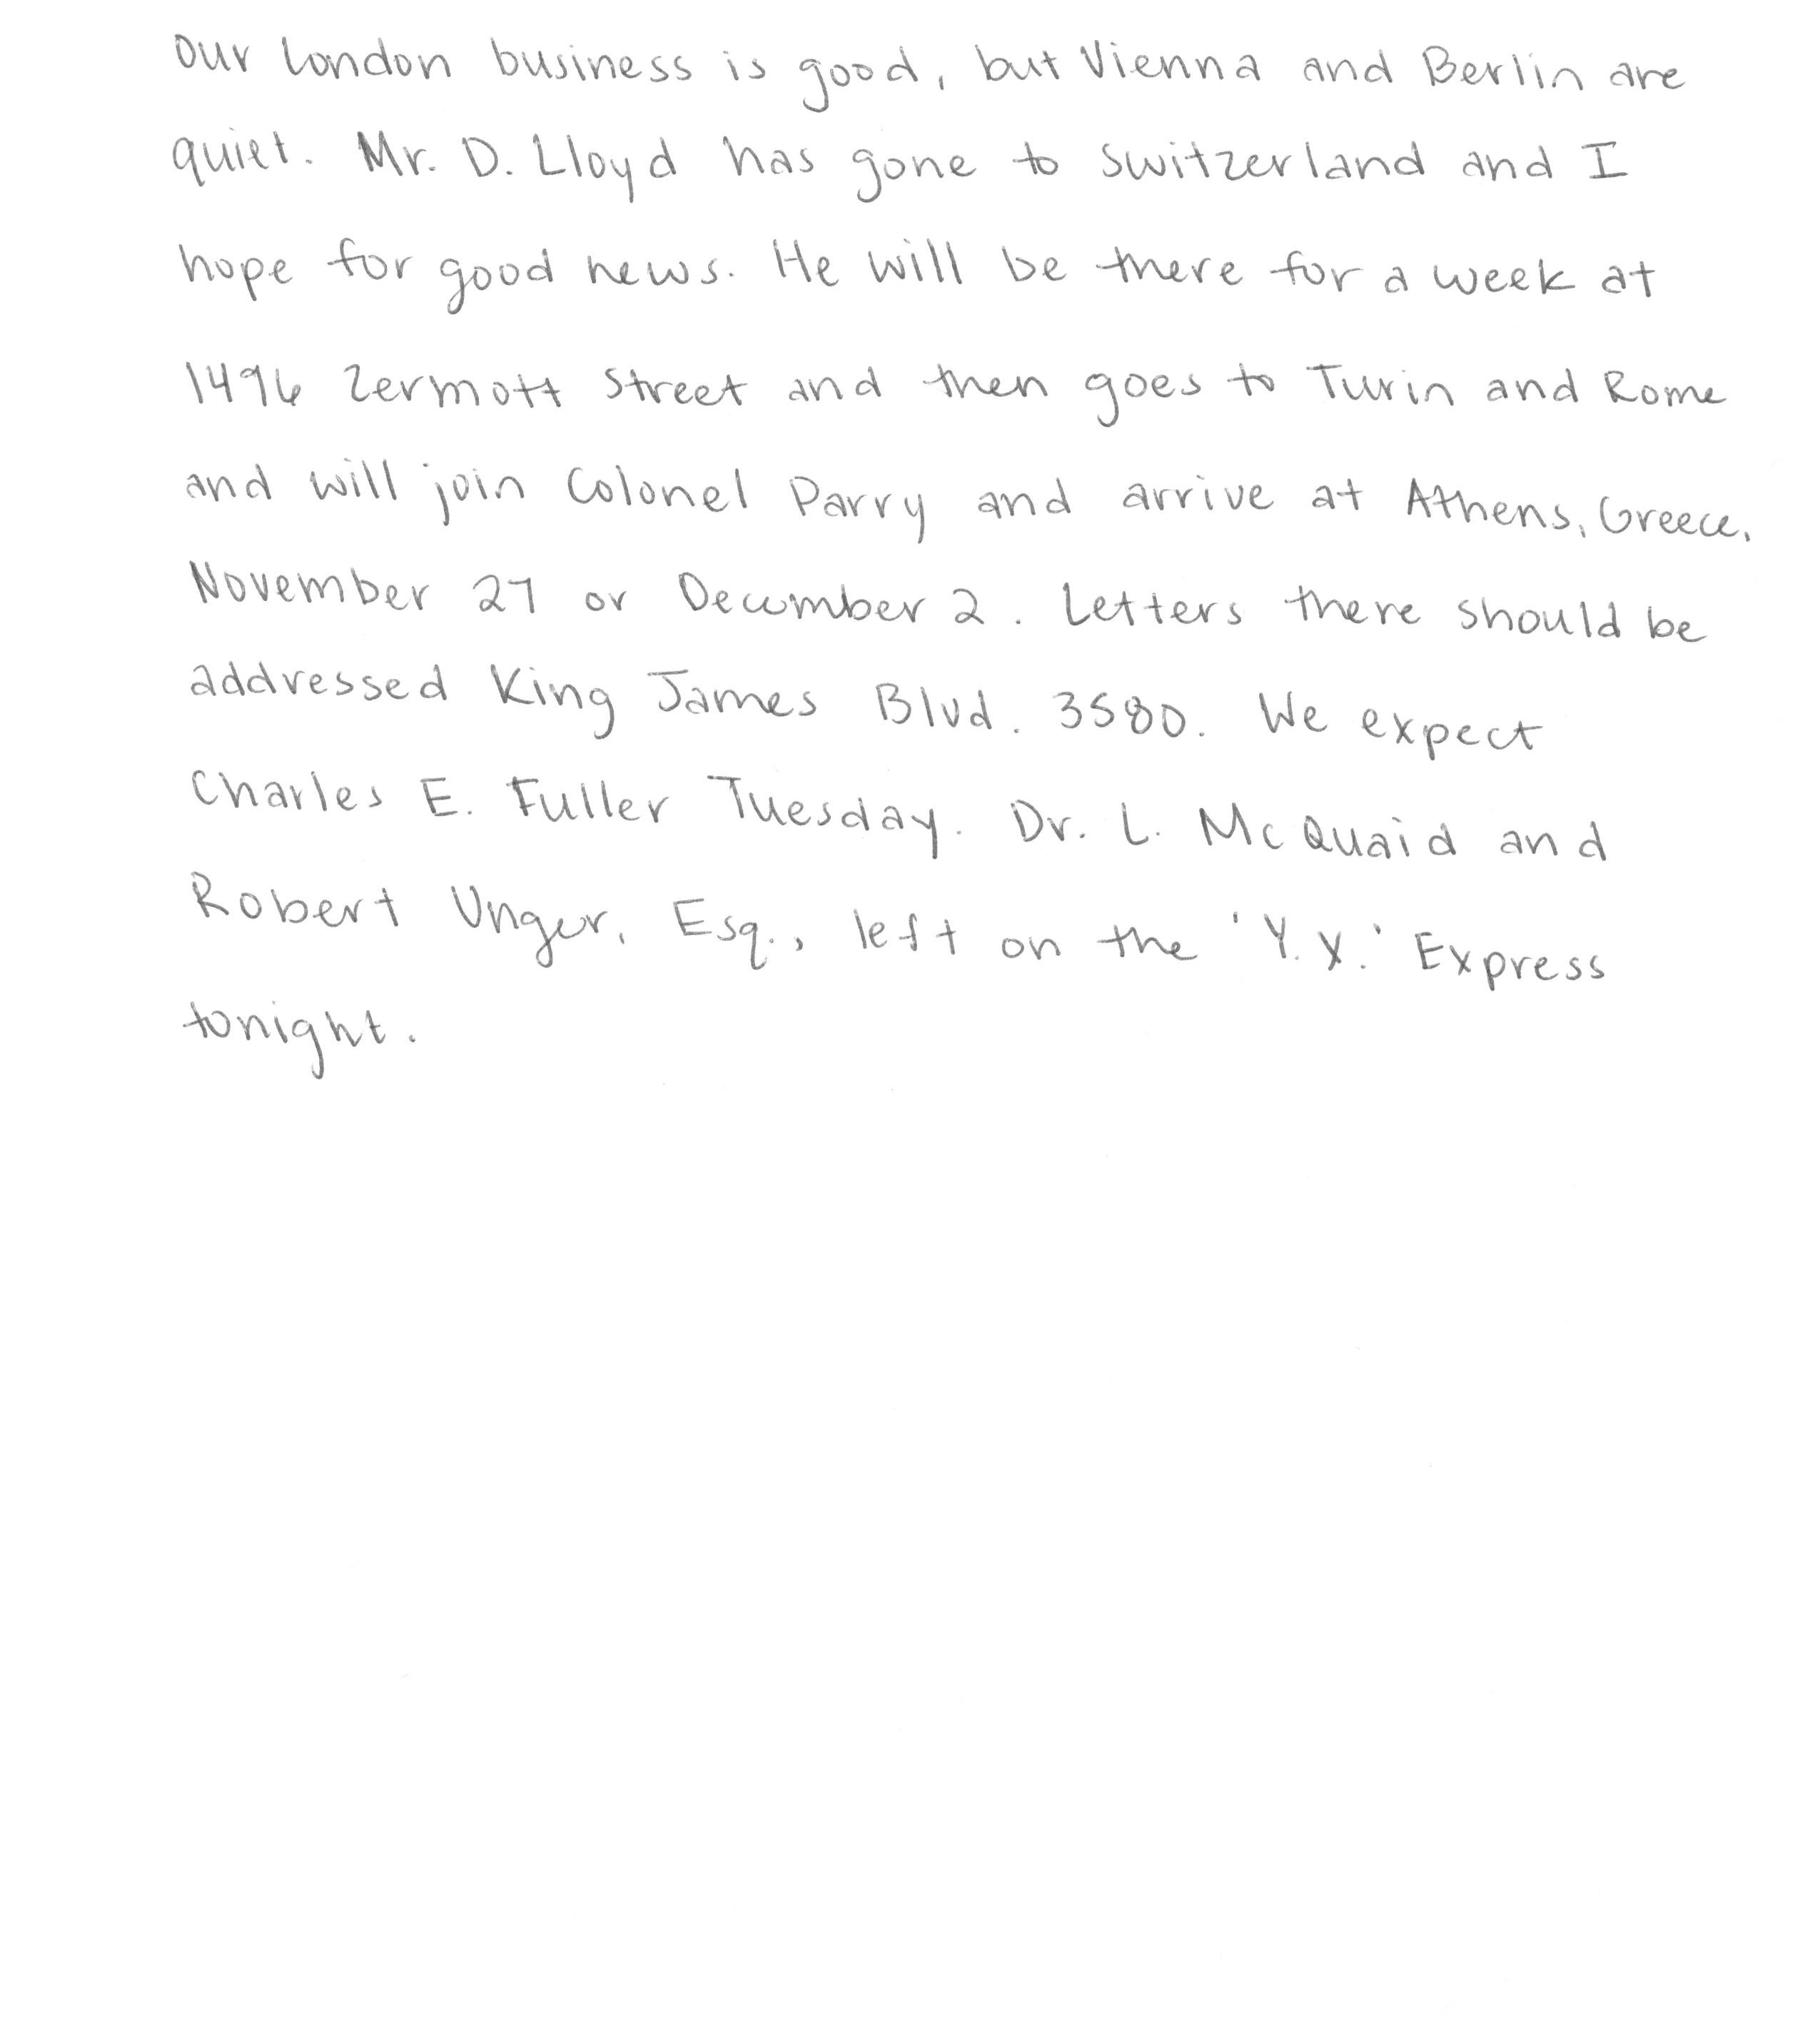 Our London business is good, but Vienna and Berlin are
quiet. Mr. D. Lloyd has gone to Switzerland and I
hope for good news. He will be there for a week at
1496 Zermott Street and then goes to Turin and Rome
and will join Colonel Parry and arrive at Athens, Greece,
November 27 or December 2. Letters there should be
addressed King James Blvd. 3580. We expect
Charles E. Fuller Tuesday. Dr. L. McQuaid and
Robert Unger, Esq., left on the 'Y.X.' Express
tonight.